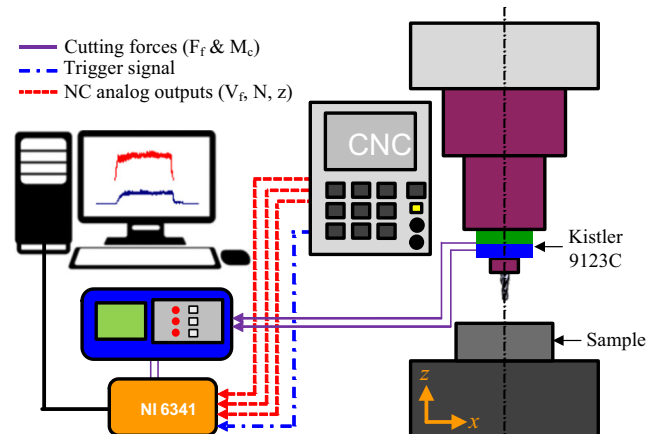 Cutting forces (F_f & M_c)
Trigger signal
NC analog outputs (V_f, N, z)
CNC
Kistler
9123C
Sample
NI 6341
z
x